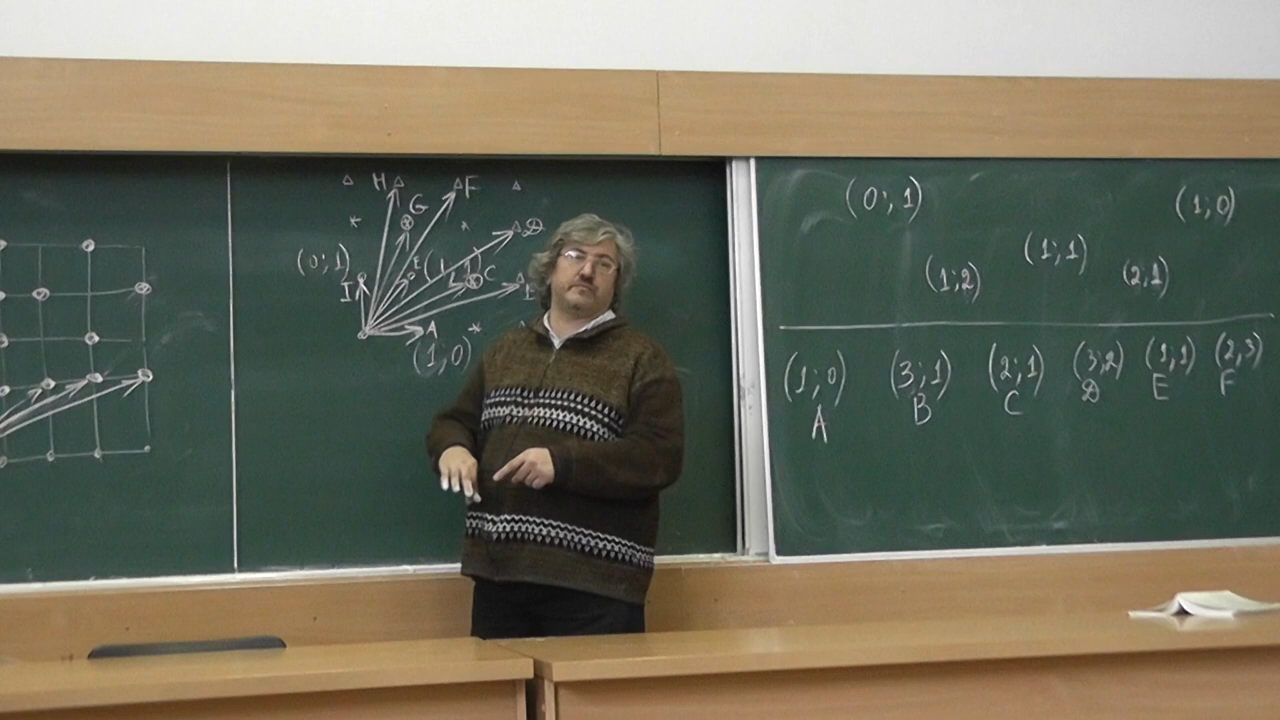 H F
G
D
(0;1) E (1;1) C
I
A
(1;0)
(0;1) (1;0)
(1;1)
(1;2) (2;1)
(1;0) (3;1) (2;1) (3;2) (1;1) (2,3)
A B C D E F